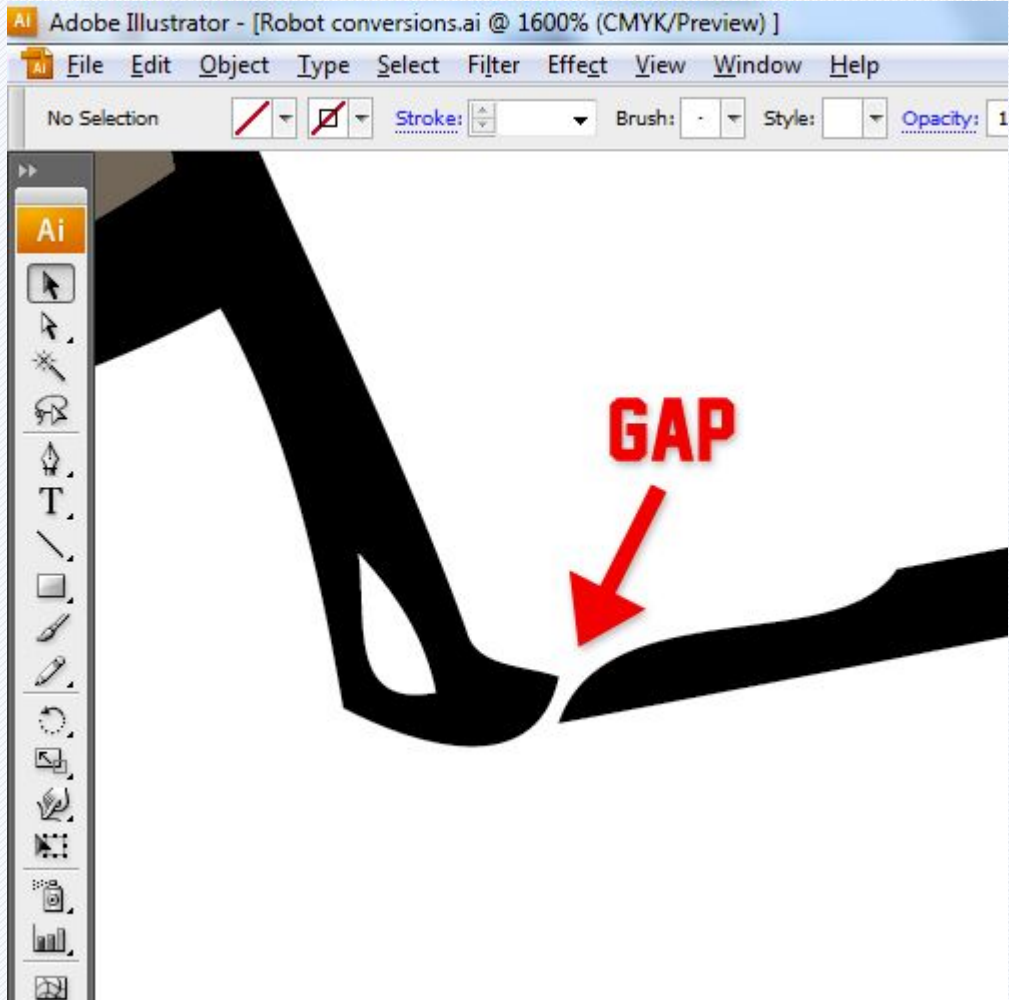 Adobe Illustrator - [Robot conversions.ai @ 1600% (CMYK/Preview) ]
File Edit Object Type Select Filter Effect View Window Help
No Selection Stroke: Brush: Style: Opacity: 1
Ai
T
GAP